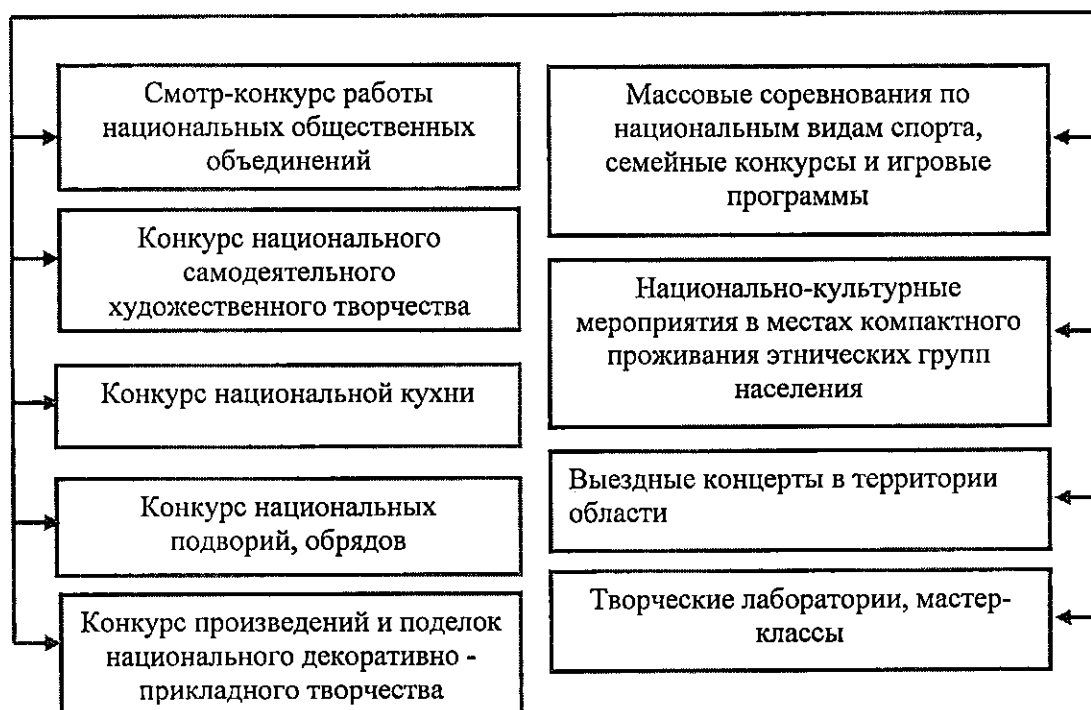 Смотр-конкурс работы
национальных общественных
объединений
Конкурс национального
самодеятельного
художественного творчества
Конкурс национальной кухни
Конкурс национальных
подворий, обрядов
Конкурс произведений и поделок
национального декоративно -
прикладного творчества
Массовые соревнования по
национальным видам спорта,
семейные конкурсы и игровые
программы
Национально-культурные
мероприятия в местах компактного
проживания этнических групп
населения
Выездные концерты в территории
области
Творческие лаборатории, мастер-
классы